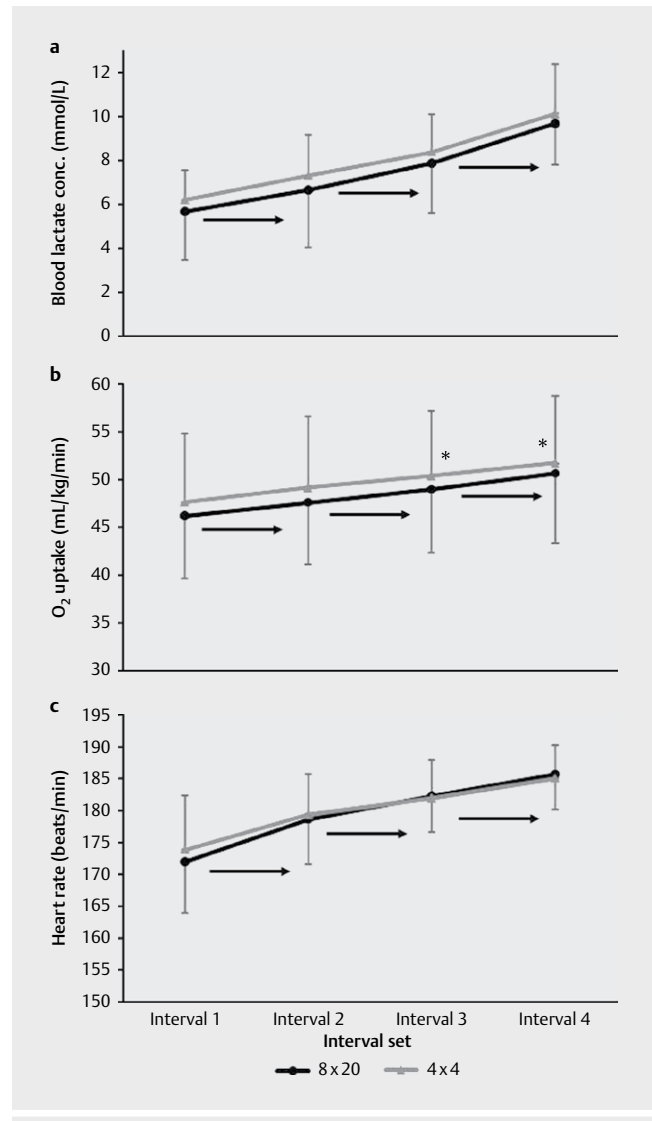 a
Blood lactate conc. (mmol/L)
12
10
8
6
4
2
0
b
O₂ uptake (mL/kg/min)
60
55
50
45
40
35
30
*
*
c
Heart rate (beats/min)
195
190
185
180
175
170
165
160
155
150
Interval 1 Interval 2 Interval 3 Interval 4
Interval set
8 x 20 4 x 4